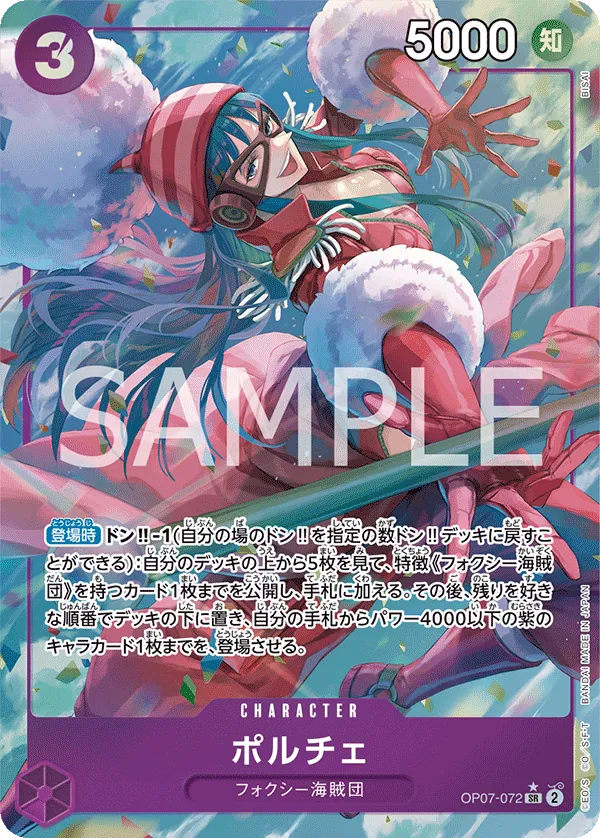 3
5000
知
BISAI
SAMPLE
登場時 ドン!!-1(自分の場のドン!!を指定の数ドン!!デッキに戻すこ
とができる):自分のデッキの上から5枚を見て、特徴《フォクシー海賊
団》を持つカード1枚までを公開し、手札に加える。その後、残りを好き
な順番でデッキの下に置き、自分の手札からパワー4000以下の紫の
キャラカード1枚までを、登場させる。
CHARACTER
ポルチェ
フォクシー海賊団
OP07-072 SR 2
©E.O/S. ©O/S・F・T BANDAI MADE IN JAPAN